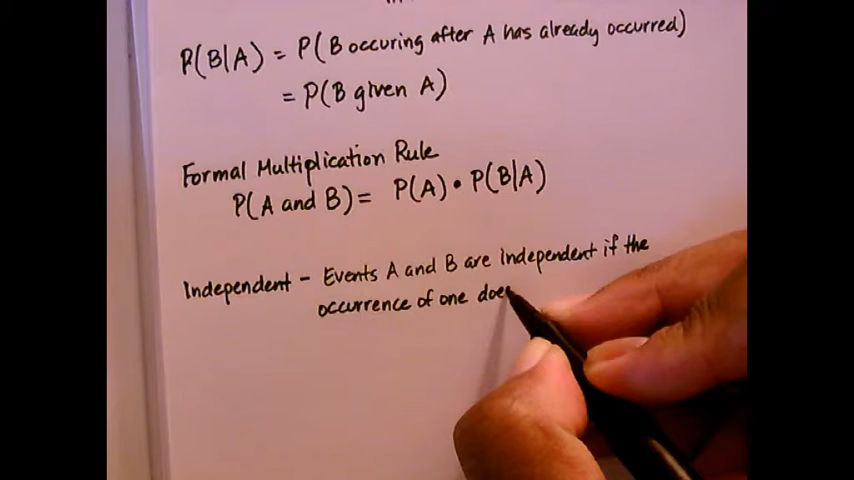 P(B|A) = P(B occuring after A has already occurred)
= P(B given A)
Formal Multiplication Rule
P(A and B) = P(A) • P(B|A)
Independent - Events A and B are independent if the
occurrence of one does